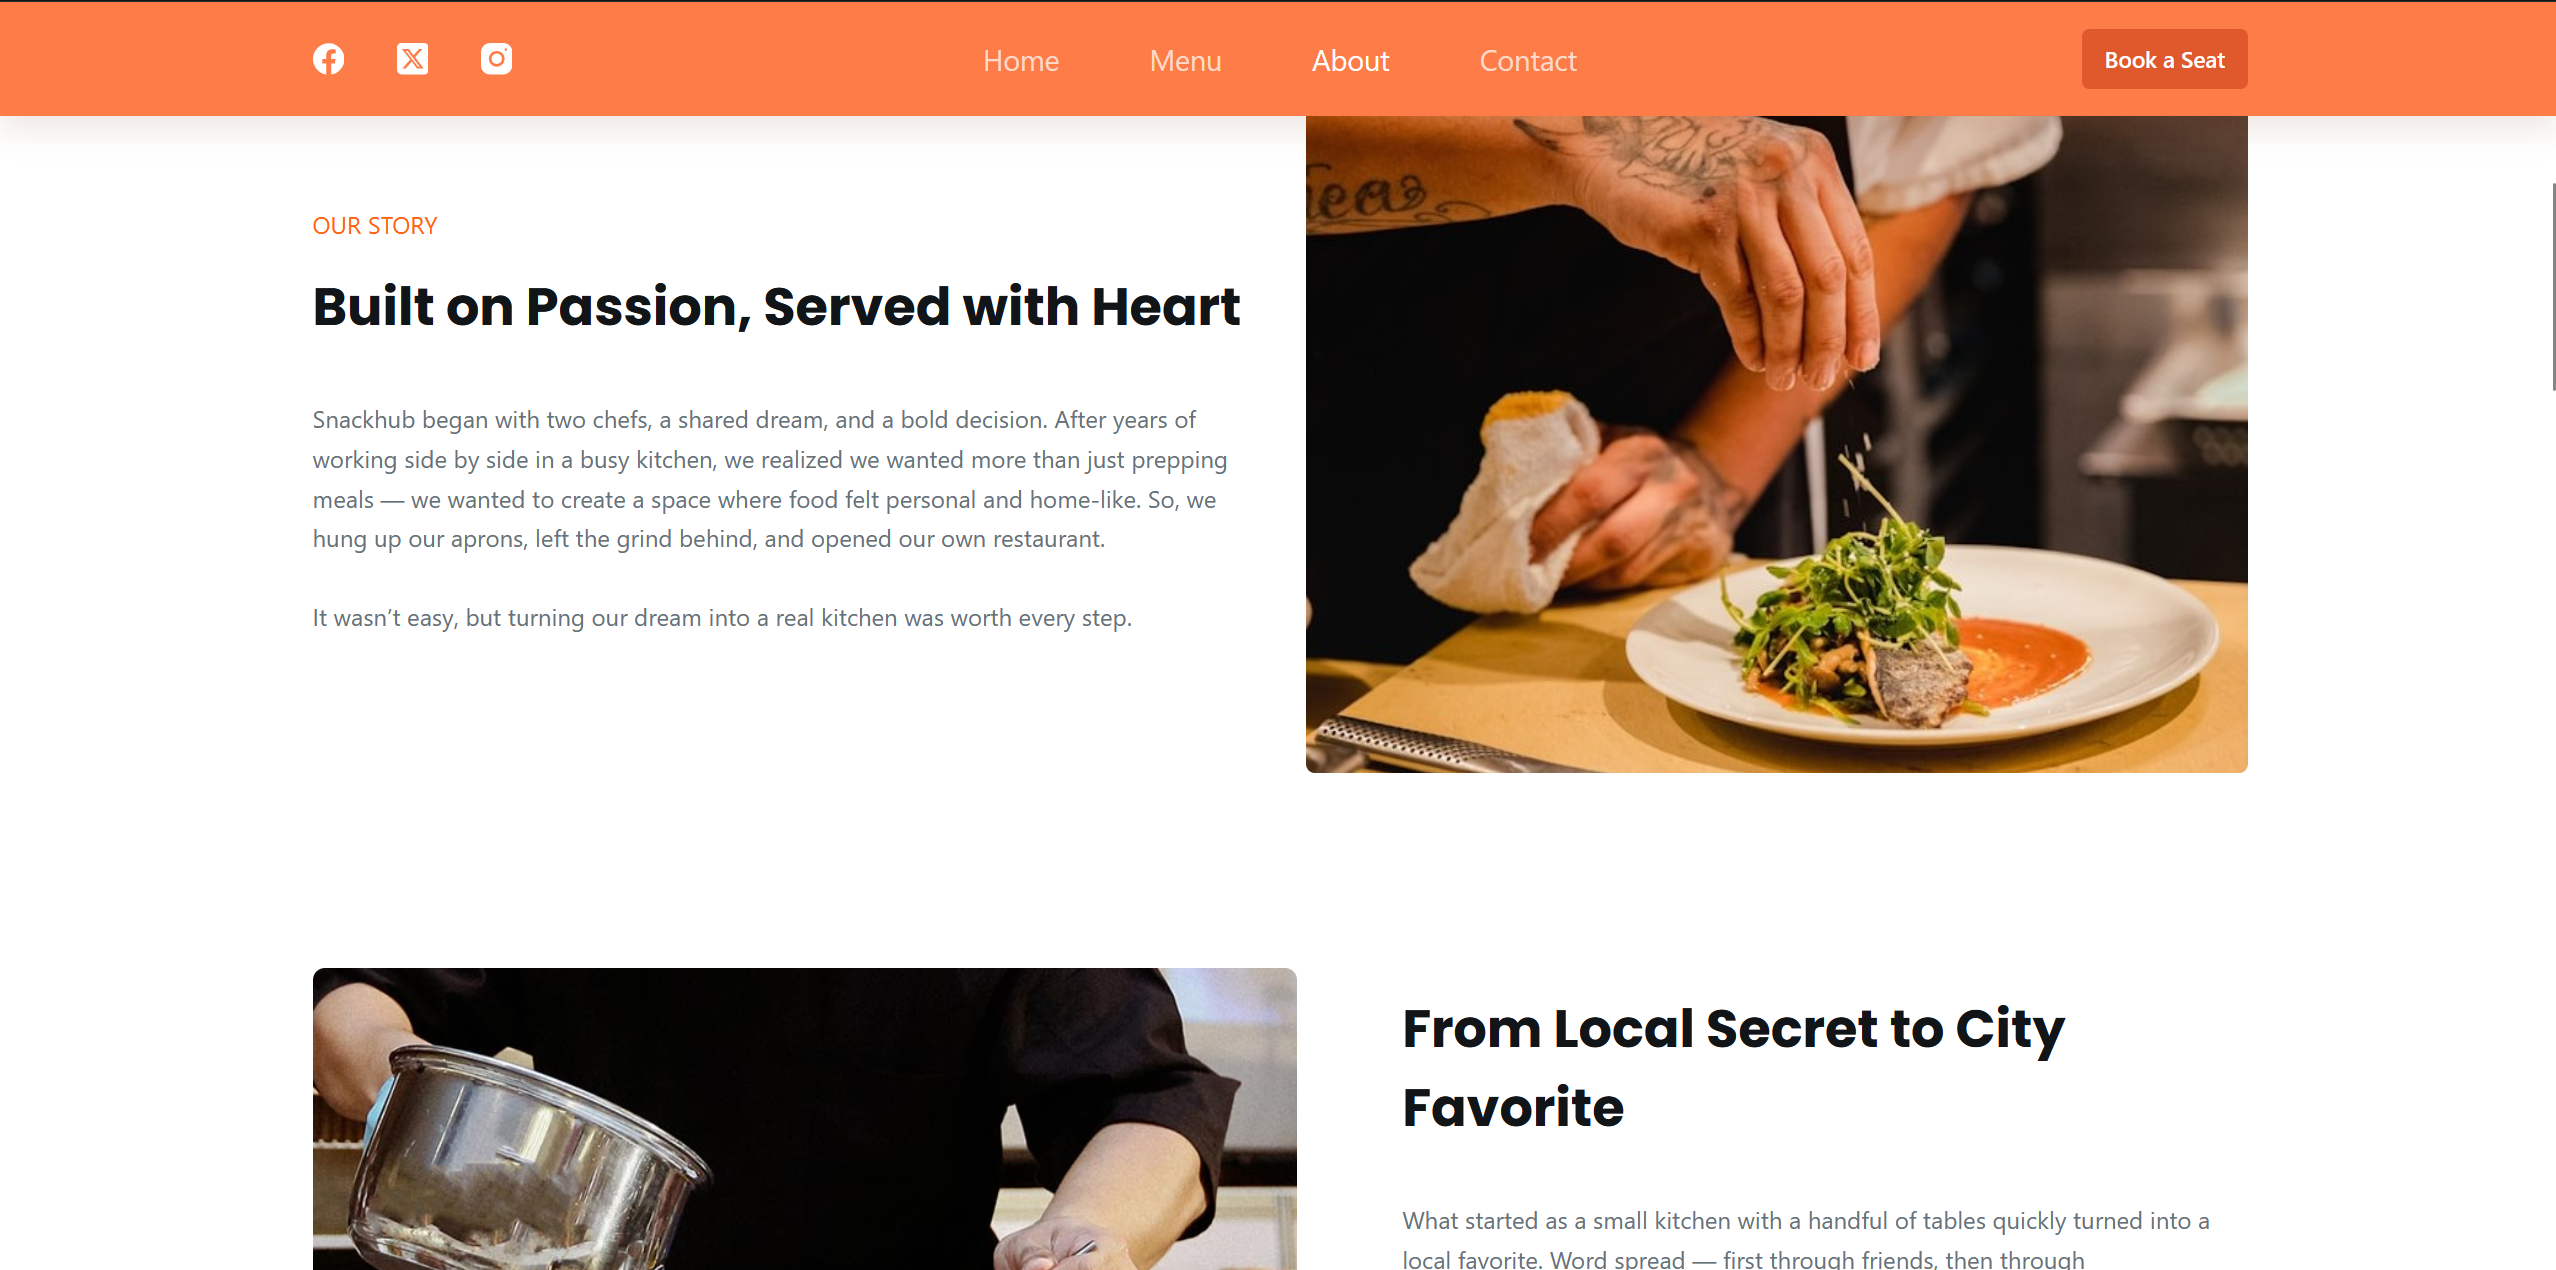 Home Menu About Contact Book a Seat
OUR STORY
Built on Passion, Served with Heart
Snackhub began with two chefs, a shared dream, and a bold decision. After years of
working side by side in a busy kitchen, we realized we wanted more than just prepping
meals — we wanted to create a space where food felt personal and home-like. So, we
hung up our aprons, left the grind behind, and opened our own restaurant.
It wasn’t easy, but turning our dream into a real kitchen was worth every step.
From Local Secret to City
Favorite
What started as a small kitchen with a handful of tables quickly turned into a
local favorite. Word spread — first through friends, then through